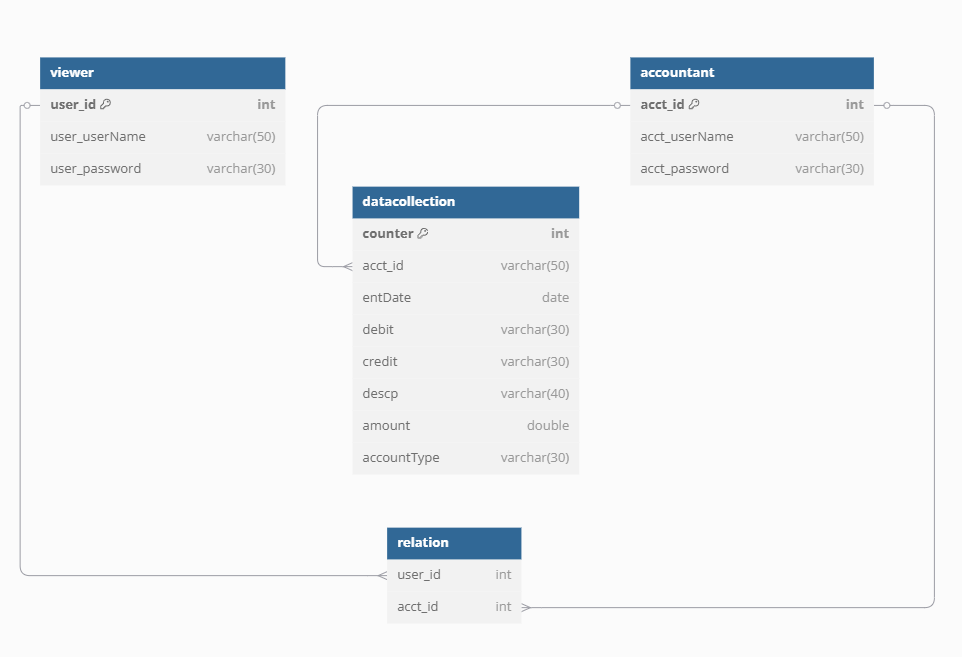 viewer
user_id int
user_userName varchar(50)
user_password varchar(30)
accountant
acct_id int
acct_userName varchar(50)
acct_password varchar(30)
datacollection
counter int
acct_id varchar(50)
entDate date
debit varchar(30)
credit varchar(30)
descp varchar(40)
amount double
accountType varchar(30)
relation
user_id int
acct_id int